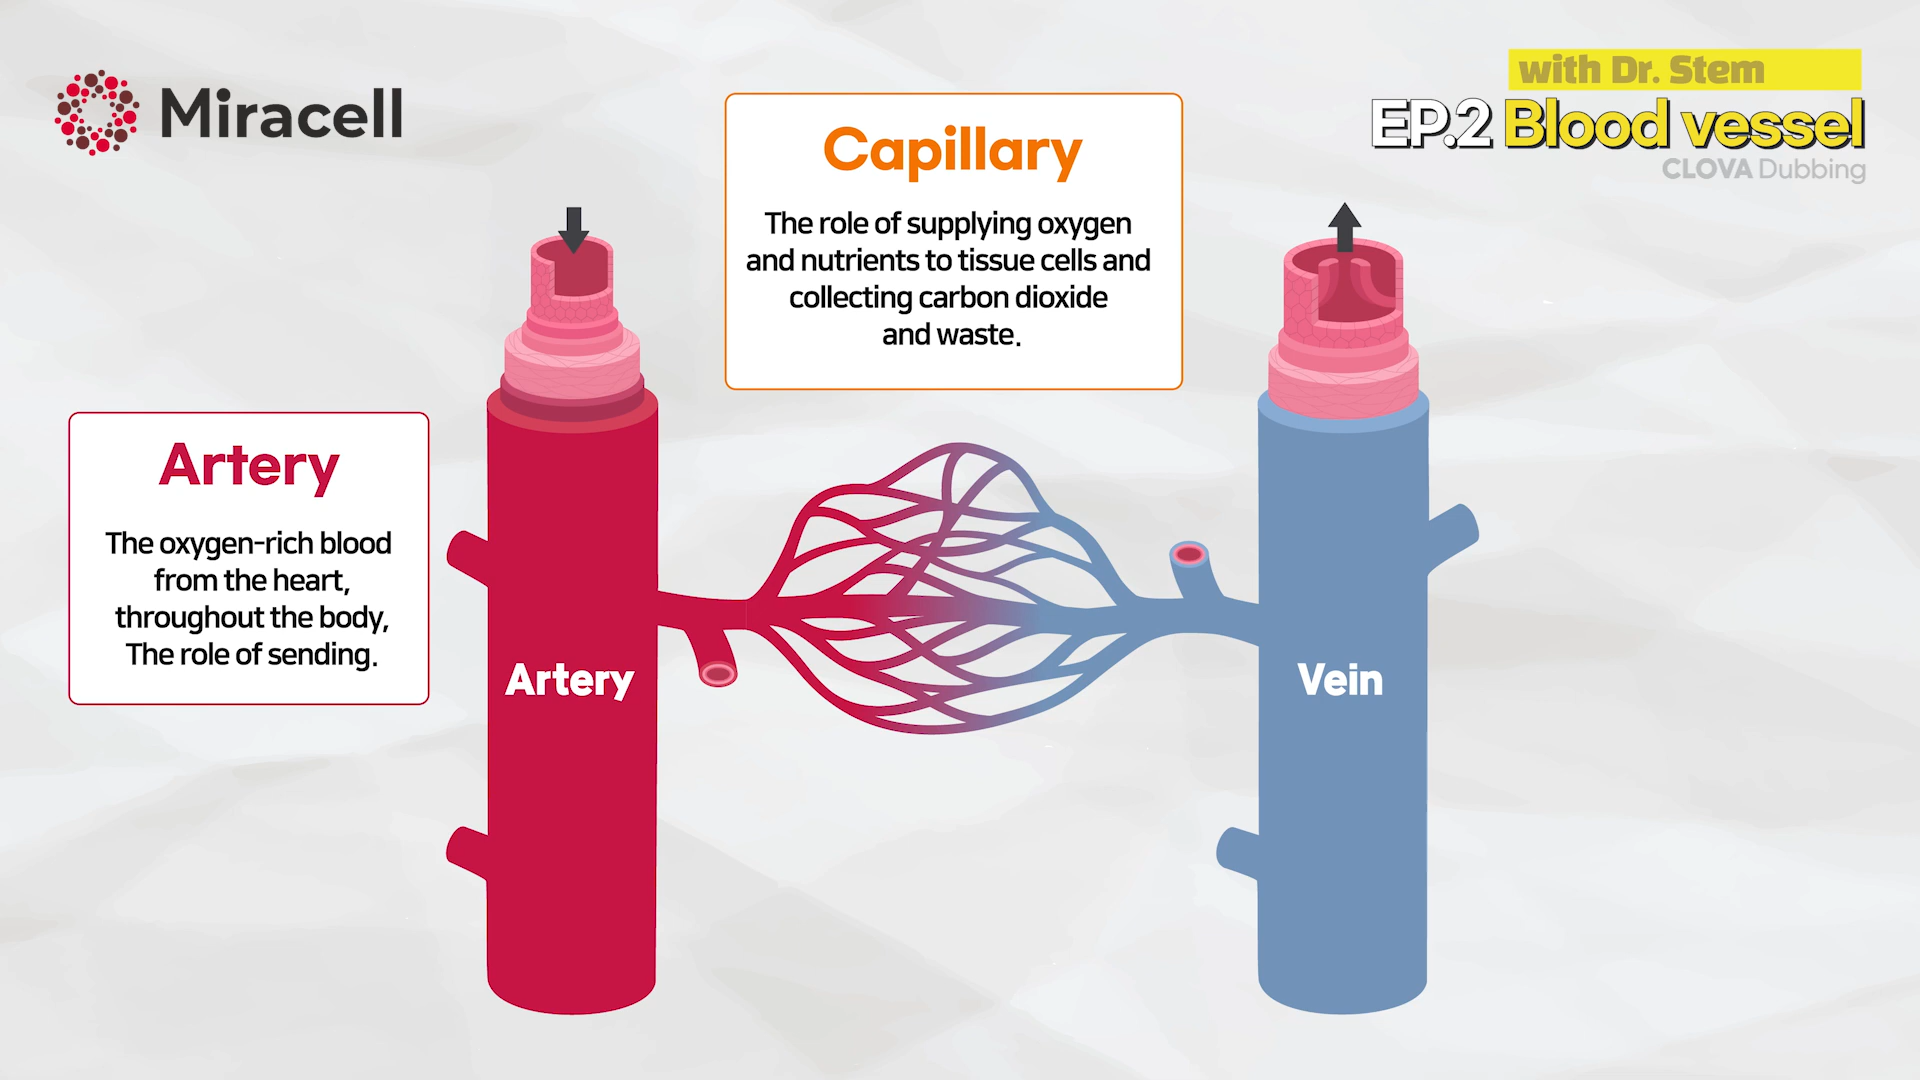 Miracell
with Dr. Stem
EP.2 Blood vessel
CLOVA Dubbing
Capillary
The role of supplying oxygen
and nutrients to tissue cells and
collecting carbon dioxide
and waste.
Artery
The oxygen-rich blood
from the heart,
throughout the body,
The role of sending.
Artery
Vein